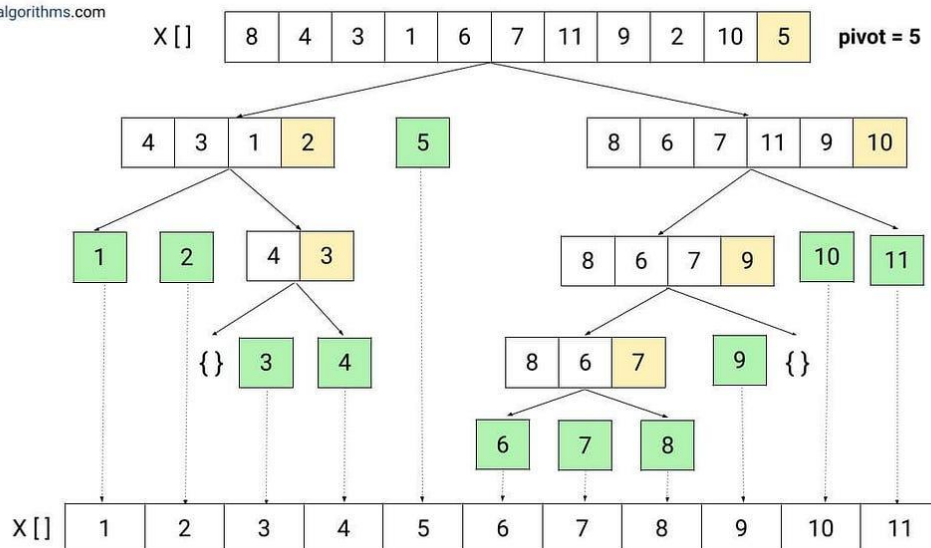 algorithms.com
X [ ] 8 4 3 1 6 7 11 9 2 10 5 pivot = 5
4 3 1 2 5 8 6 7 11 9 10
1 2 4 3 8 6 7 9 10 11
{ } 3 4 8 6 7 9 { }
6 7 8
X [ ] 1 2 3 4 5 6 7 8 9 10 11